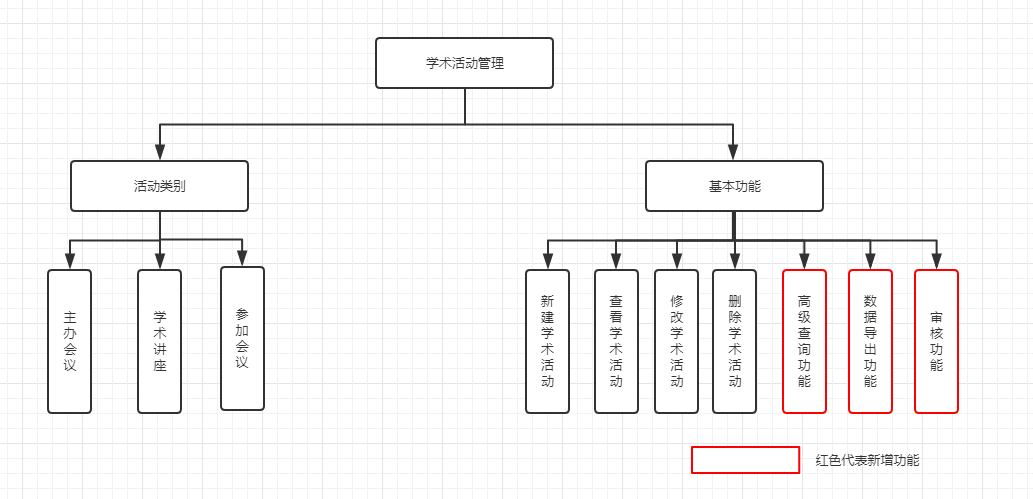 学术活动管理
活动类别
基本功能
主办会议
学术讲座
参加会议
新建学术活动
查看学术活动
修改学术活动
删除学术活动
高级查询功能
数据导出功能
审核功能
红色代表新增功能